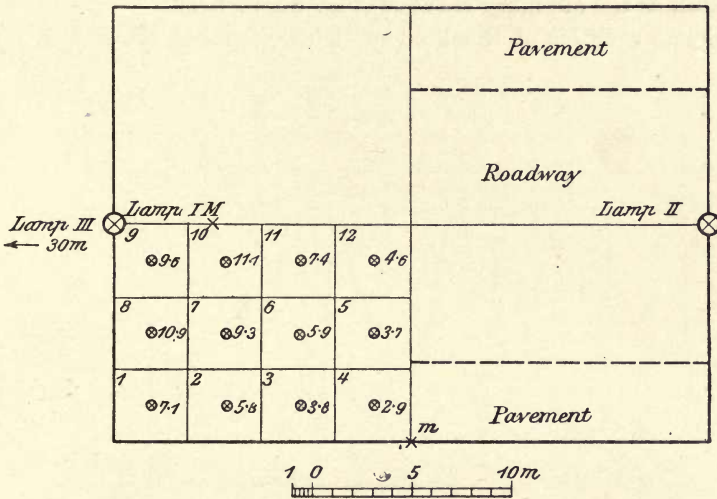 Pavement
Roadway
Lamp III Lamp I M Lamp II
← 30m
9 10 11 12
9·6 11·1 7·4 4·6
8 7 6 5
10·9 9·3 5·9 3·7
1 2 3 4
7·1 5·8 3·8 2·9
Pavement
m
1 0 5 10m